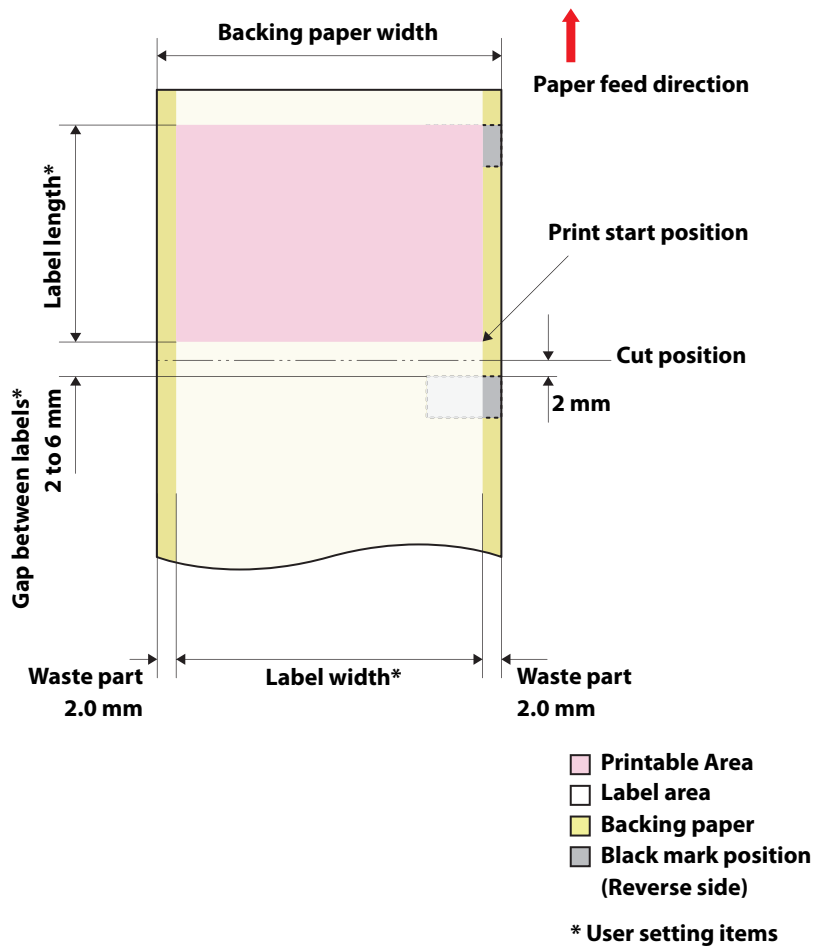 Backing paper width
Paper feed direction
Label length*
Print start position
Cut position
2 mm
Gap between labels*
2 to 6 mm
Waste part
2.0 mm
Label width*
Waste part
2.0 mm
Printable Area
Label area
Backing paper
Black mark position
(Reverse side)
* User setting items